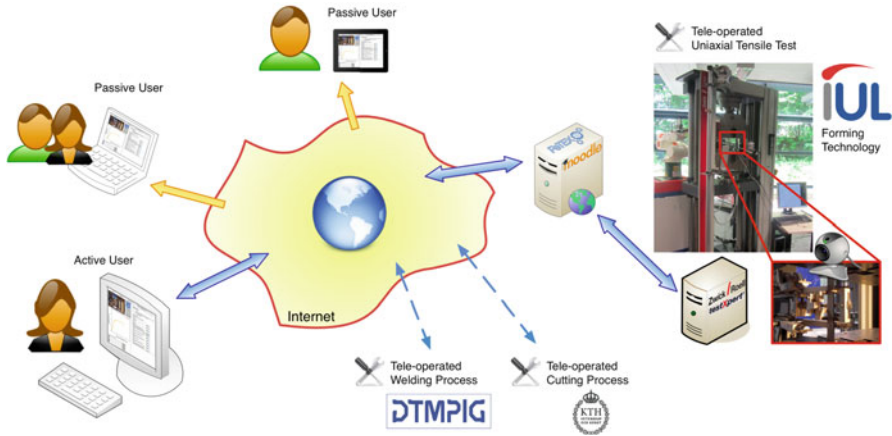 Passive User
Tele-operated
Uniaxial Tensile Test
Passive User
IUL
Forming
Technology
PeTEX
moodle
Active User
Zwick / Roell
testXpert
Internet
Tele-operated
Welding Process
DTMPIG
Tele-operated
Cutting Process
KTH